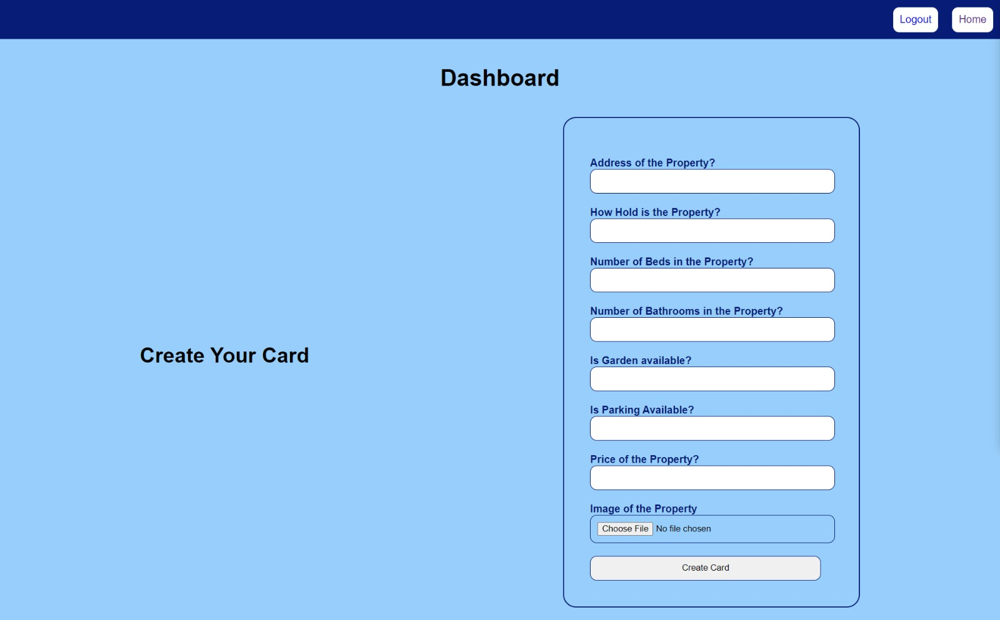 Logout
Home
Dashboard
Create Your Card
Address of the Property?
How Hold is the Property?
Number of Beds in the Property?
Number of Bathrooms in the Property?
Is Garden available?
Is Parking Available?
Price of the Property?
Image of the Property
Choose File No file chosen
Create Card